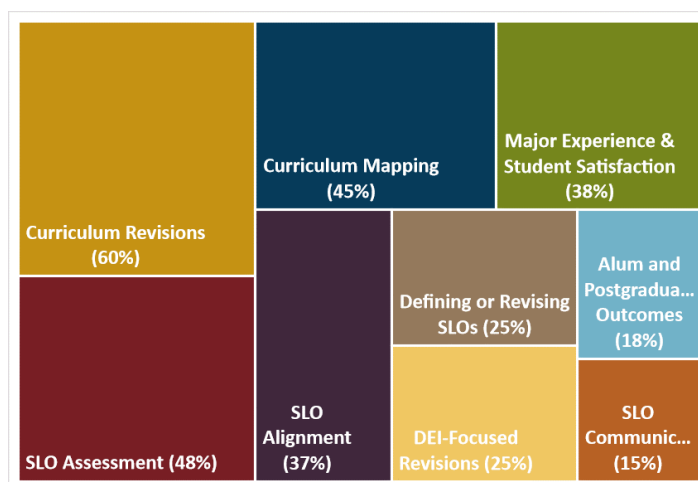 Curriculum Revisions
(60%)
SLO Assessment (48%)
Curriculum Mapping
(45%)
Major Experience &
Student Satisfaction
(38%)
SLO
Alignment
(37%)
Defining or Revising
SLOs (25%)
DEI-Focused
Revisions (25%)
Alum and
Postgradua...
Outcomes
(18%)
SLO
Communic...
(15%)